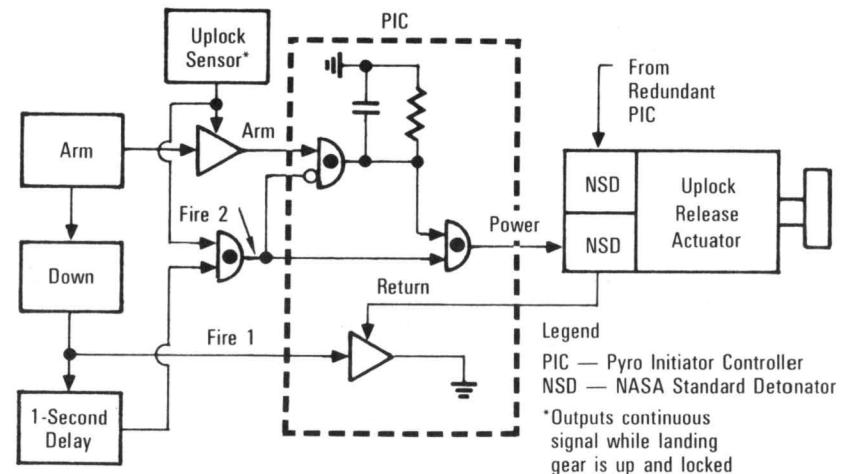 PIC
Uplock
Sensor*
From
Redundant
PIC
Arm
Arm
NSD
Uplock
Release
Actuator
NSD
Fire 2
Power
Down
Return
Fire 1
Legend
PIC — Pyro Initiator Controller
NSD — NASA Standard Detonator
1-Second
Delay
*Outputs continuous
signal while landing
gear is up and locked